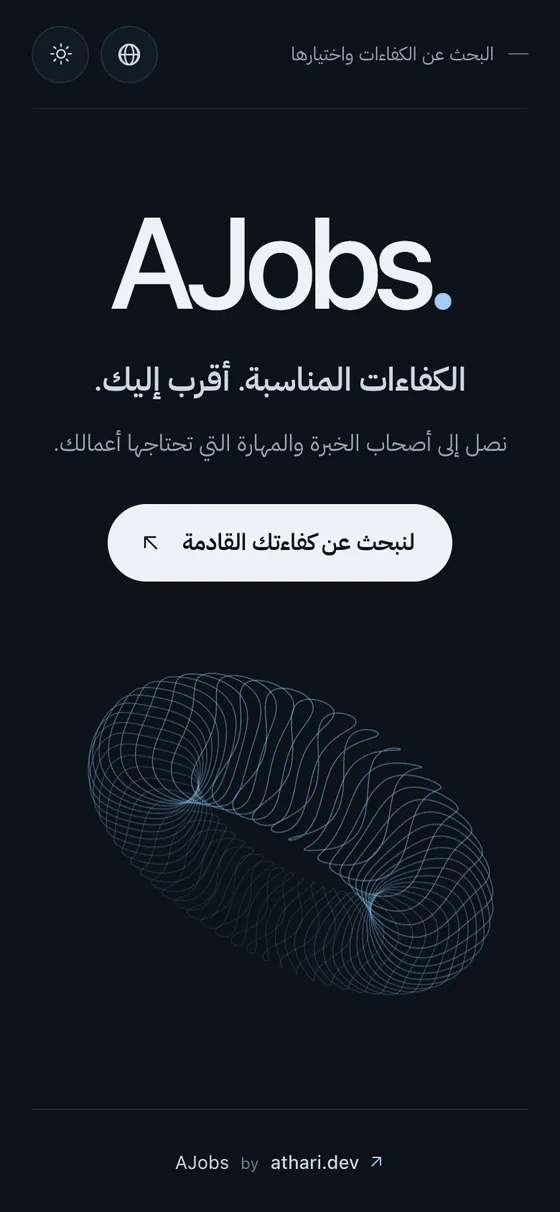 البحث عن الكفاءات واختيارها
AJobs.
الكفاءات المناسبة. أقرب إليك.
نصل إلى أصحاب الخبرة والمهارة التي تحتاجها أعمالك.
لنبحث عن كفاءتك القادمة
AJobs by athari.dev